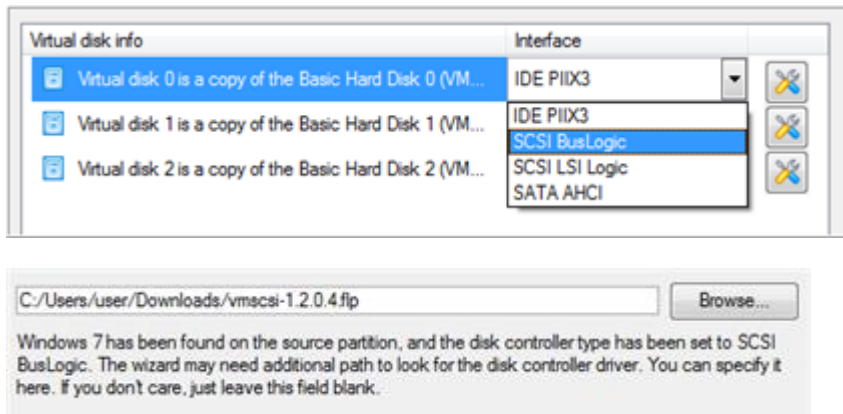 Virtual disk info Interface
Virtual disk 0 is a copy of the Basic Hard Disk 0 (VM... IDE PIIX3
IDE PIIX3
Virtual disk 1 is a copy of the Basic Hard Disk 1 (VM...
SCSI BusLogic
Virtual disk 2 is a copy of the Basic Hard Disk 2 (VM... SCSI LSI Logic
SATA AHCI
C:/Users/user/Downloads/vmscsi-1.2.0.4.flp Browse...
Windows 7 has been found on the source partition, and the disk controller type has been set to SCSI
BusLogic. The wizard may need additional path to look for the disk controller driver. You can specify it
here. If you don't care, just leave this field blank.